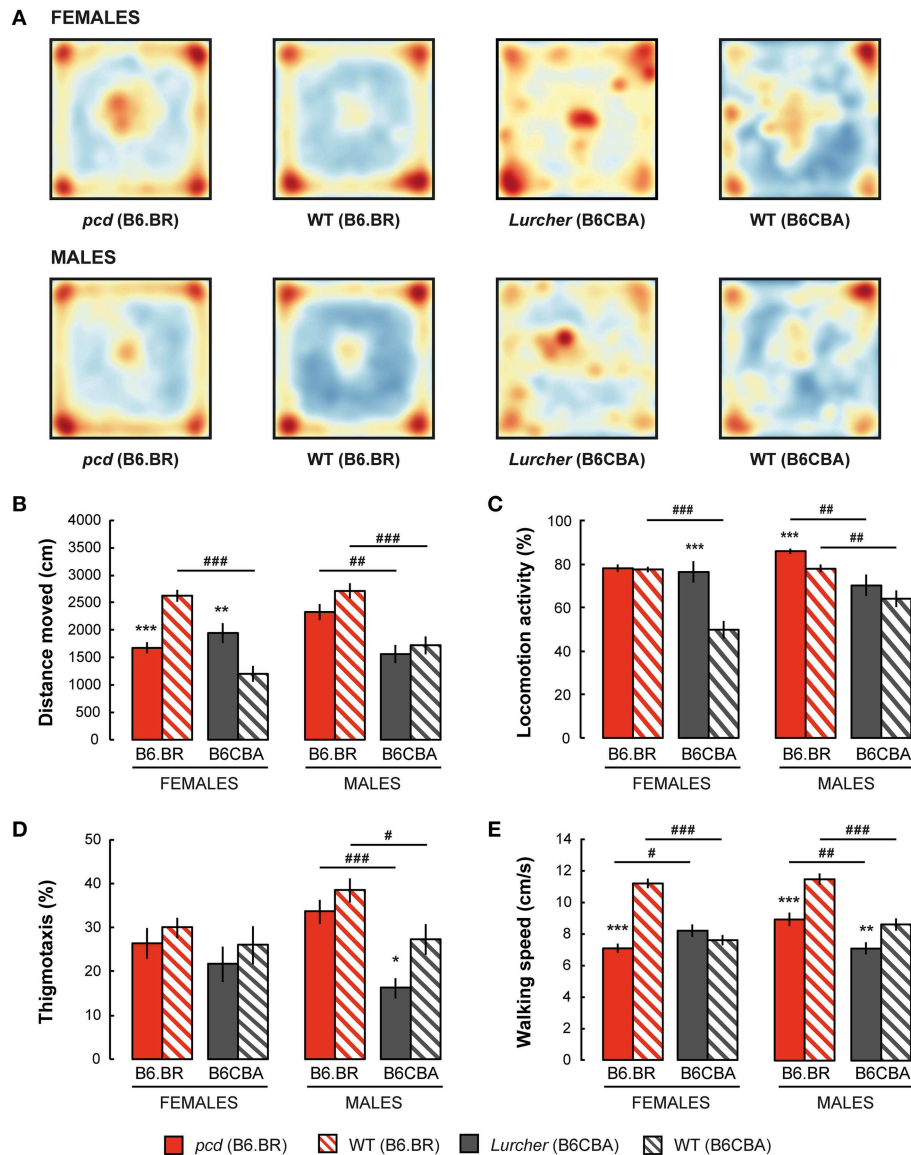 A FEMALES
pcd (B6.BR) WT (B6.BR) Lurcher (B6CBA) WT (B6CBA)
MALES
pcd (B6.BR) WT (B6.BR) Lurcher (B6CBA) WT (B6CBA)
B
Distance moved (cm)
4000
3500
3000
2500
2000
1500
1000
500
0
***
**
###
##
###
B6.BR B6CBA B6.BR B6CBA
FEMALES MALES
C
Locomotion activity (%)
100
80
60
40
20
0
###
***
##
***
##
B6.BR B6CBA B6.BR B6CBA
FEMALES MALES
D
Thigmotaxis (%)
50
40
30
20
10
0
#
###
*
B6.BR B6CBA B6.BR B6CBA
FEMALES MALES
E
Walking speed (cm/s)
14
12
10
8
6
4
2
0
###
#
***
###
##
***
**
B6.BR B6CBA B6.BR B6CBA
FEMALES MALES
pcd (B6.BR) WT (B6.BR) Lurcher (B6CBA) WT (B6CBA)